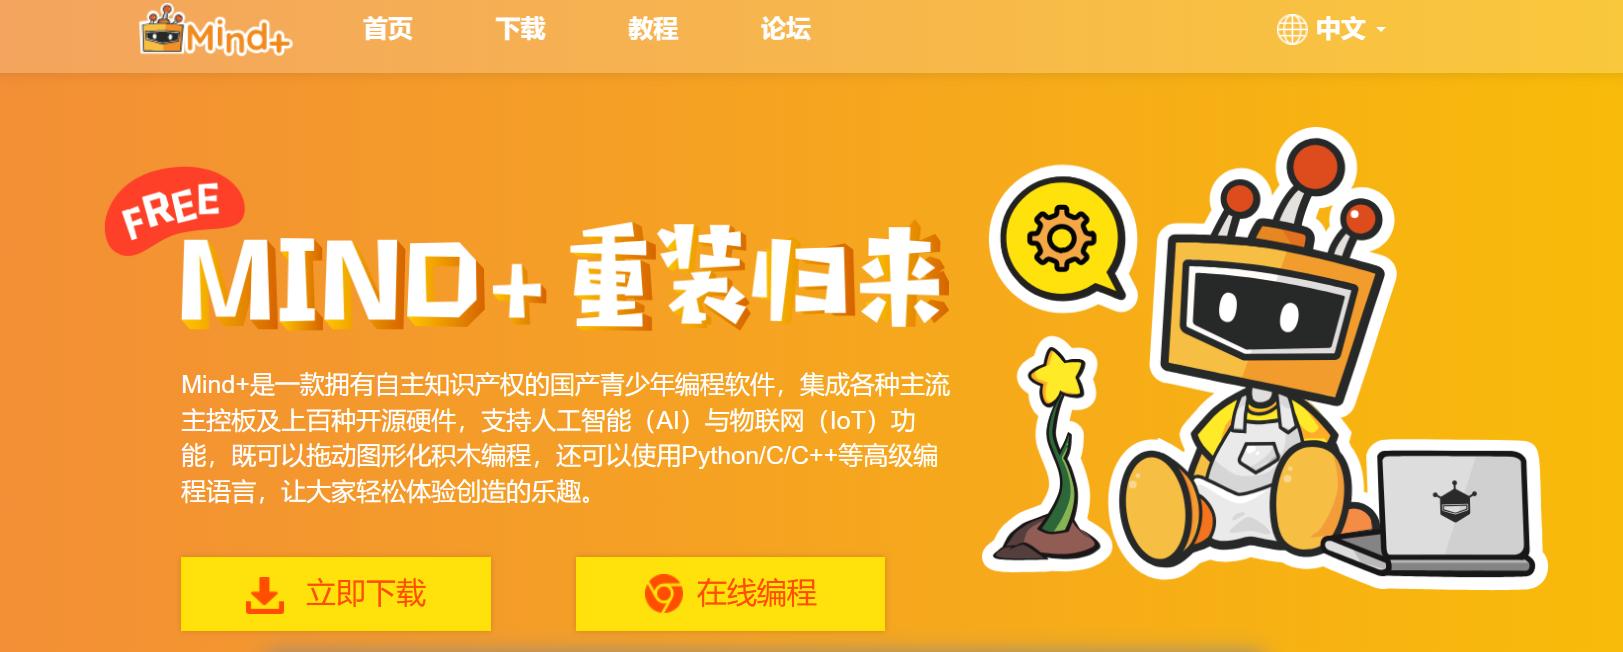 Mind+
首页
下载
教程
论坛
中文
FREE
MIND+ 重装归来
Mind+是一款拥有自主知识产权的国产青少年编程软件，集成各种主流
主控板及上百种开源硬件，支持人工智能（AI）与物联网（IoT）功
能，既可以拖动图形化积木编程，还可以使用Python/C/C++等高级编
程语言，让大家轻松体验创造的乐趣。
立即下载
在线编程